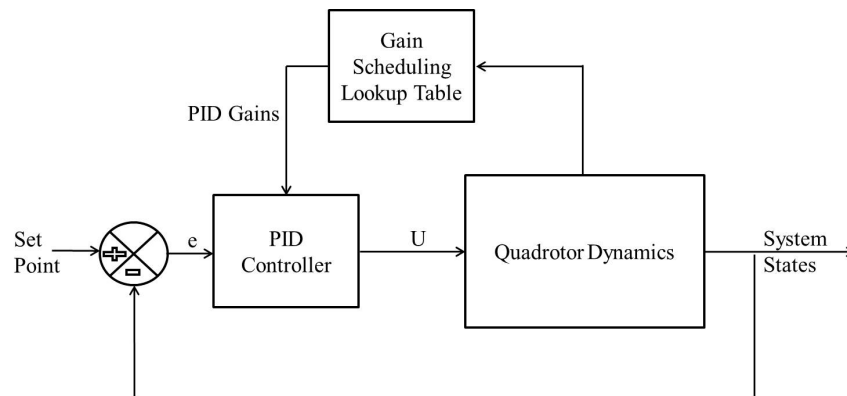 Gain
Scheduling
Lookup Table
PID Gains
Set
Point
e
PID
Controller
U
Quadrotor Dynamics
System
States